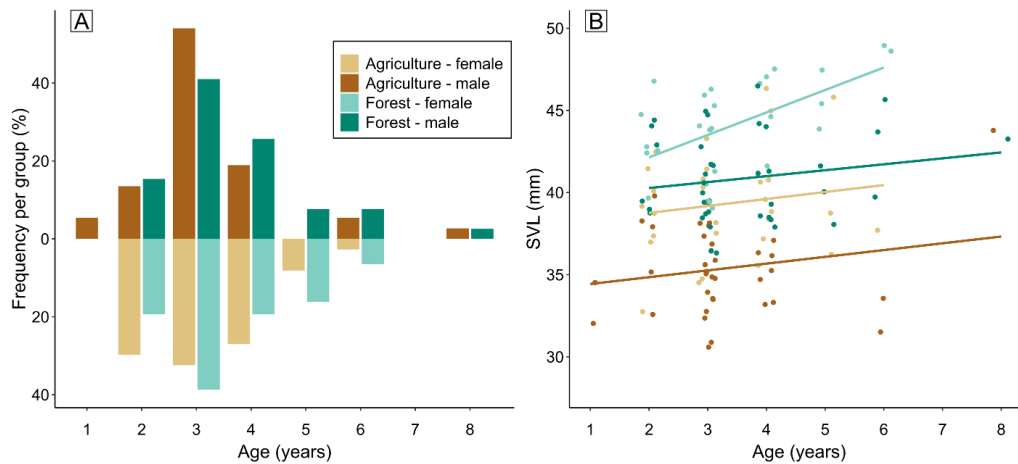 A
Frequency per group (%)
40
20
0
20
40
1 2 3 4 5 6 7 8
Age (years)
Agriculture - female
Agriculture - male
Forest - female
Forest - male
B
SVL (mm)
50
45
40
35
30
1 2 3 4 5 6 7 8
Age (years)